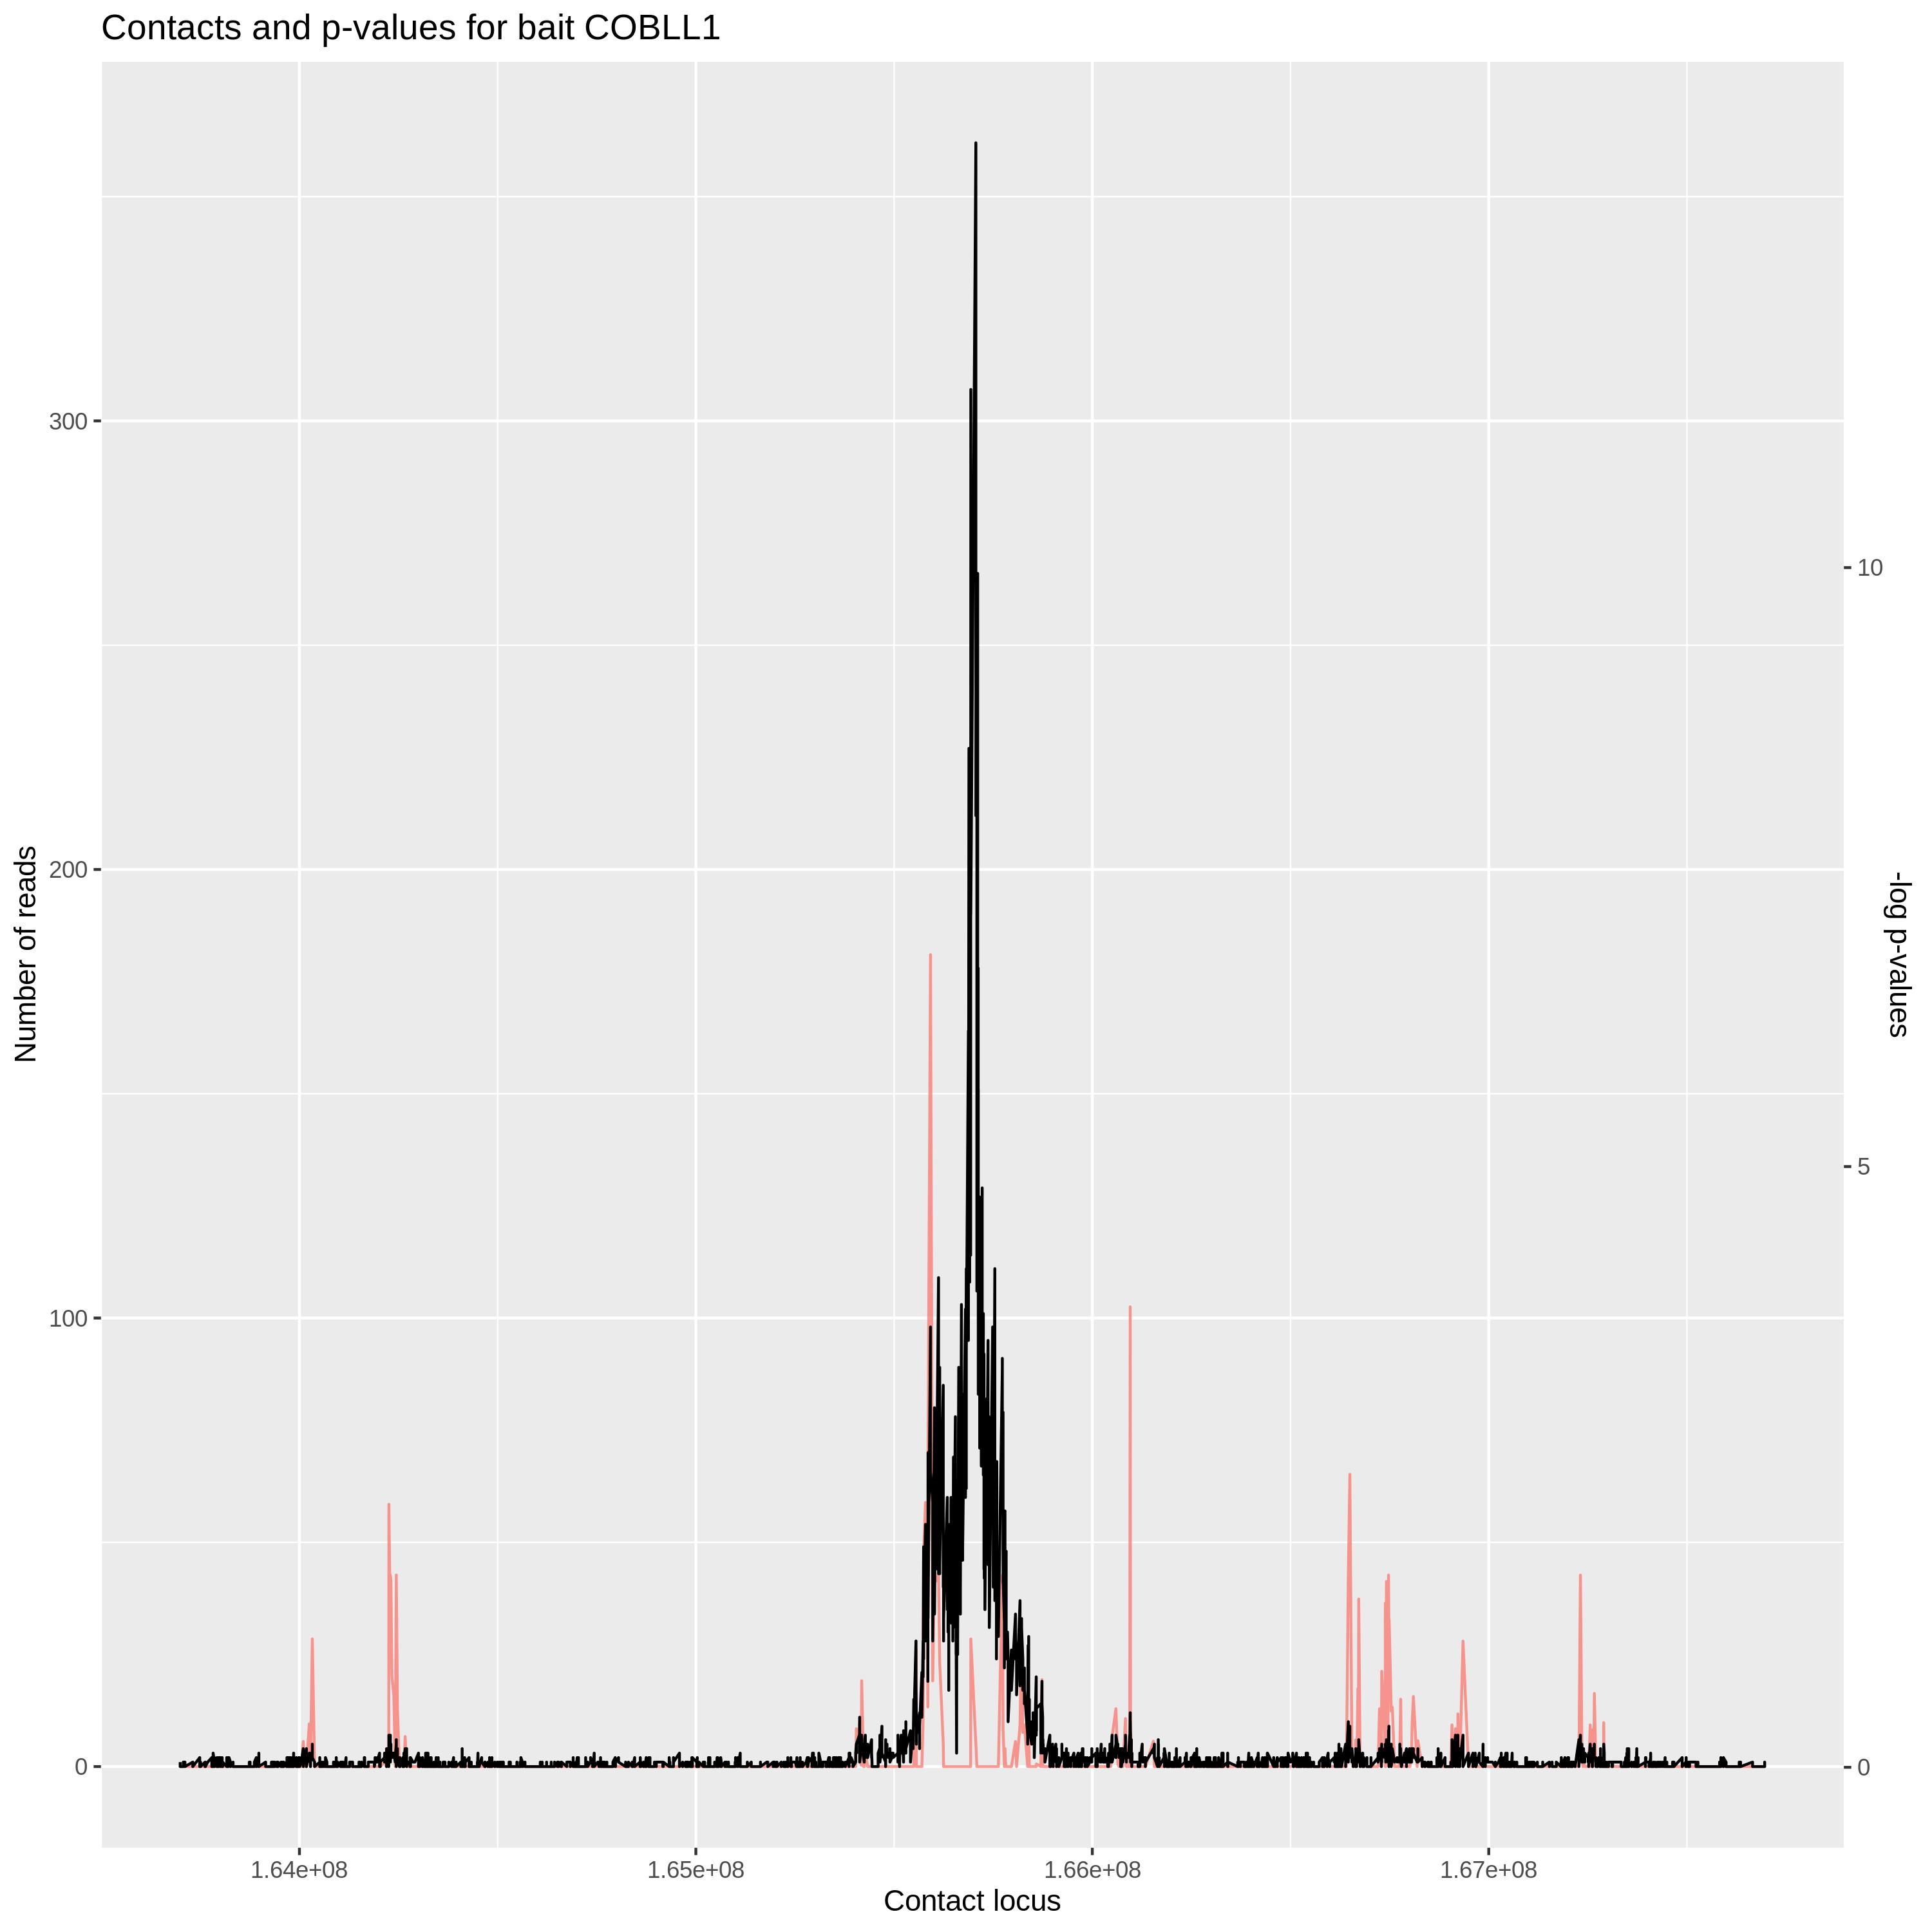 Contacts and p-values for bait COBLL1
Number of reads
300
200
100
0
10
5
0
-log p-values
1.64e+08 1.65e+08 1.66e+08 1.67e+08
Contact locus